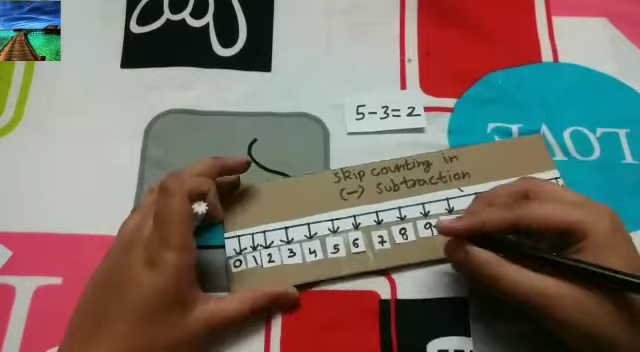 5-3=2
Skip counting in
(-) subtraction
0 1 2 3 4 5 6 7 8 9
LOVE